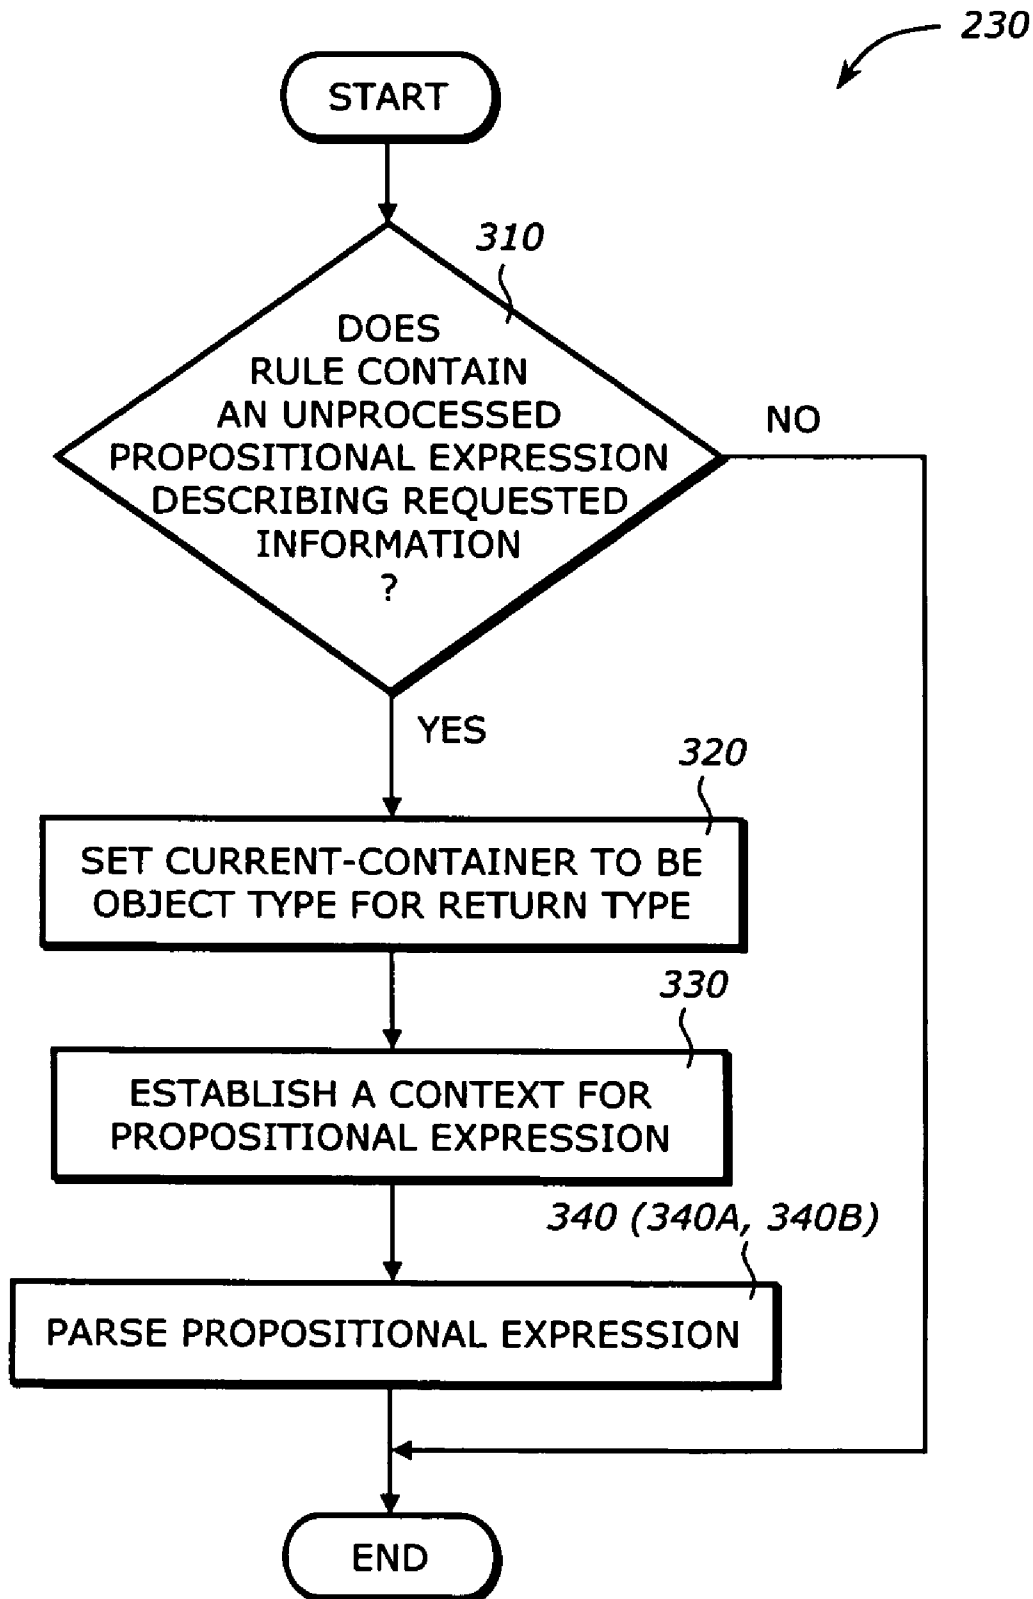 230
START
310
DOES
RULE CONTAIN
AN UNPROCESSED
PROPOSITIONAL EXPRESSION
DESCRIBING REQUESTED
INFORMATION
?
NO
YES
320
SET CURRENT-CONTAINER TO BE
OBJECT TYPE FOR RETURN TYPE
330
ESTABLISH A CONTEXT FOR
PROPOSITIONAL EXPRESSION
340 (340A, 340B)
PARSE PROPOSITIONAL EXPRESSION
END